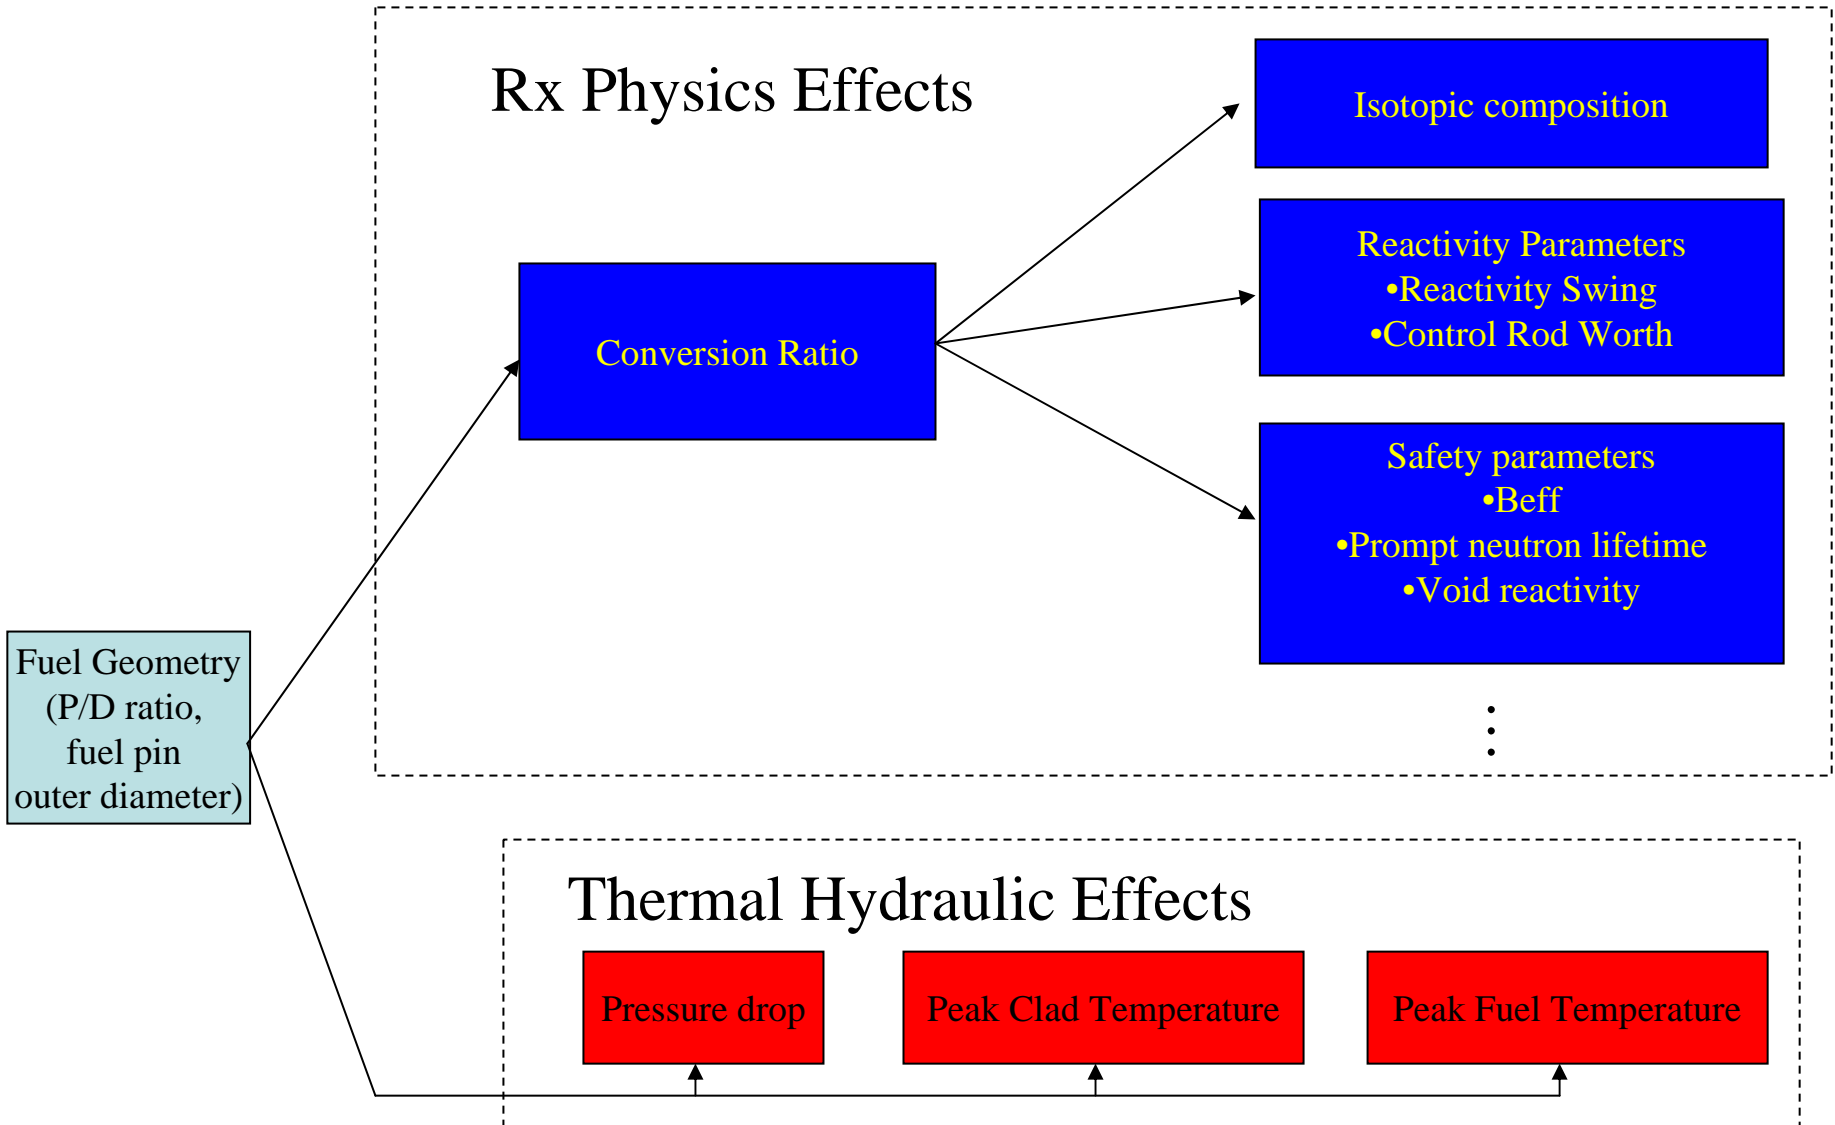 Rx Physics Effects
Isotopic composition
Reactivity Parameters
•Reactivity Swing
•Control Rod Worth
Conversion Ratio
Safety parameters
•Beff
•Prompt neutron lifetime
•Void reactivity
Fuel Geometry
(P/D ratio,
fuel pin
outer diameter)
Thermal Hydraulic Effects
Pressure drop
Peak Clad Temperature
Peak Fuel Temperature